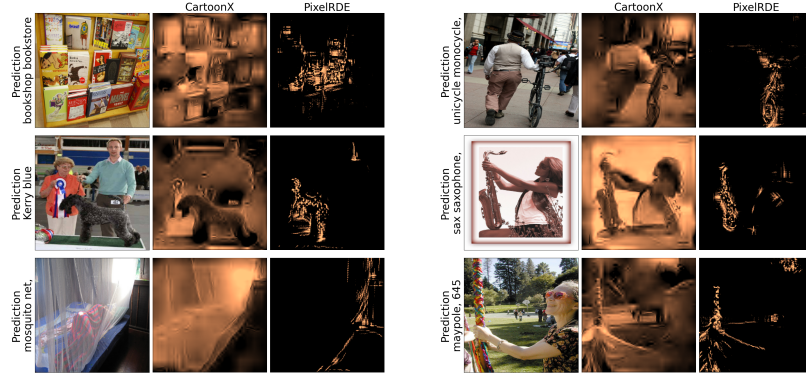 CartoonX PixelRDE
Prediction
bookshop bookstore
Prediction
Kerry blue
Prediction
mosquito net,
CartoonX PixelRDE
Prediction
unicycle monocycle,
Prediction
sax saxophone,
Prediction
maypole, 645